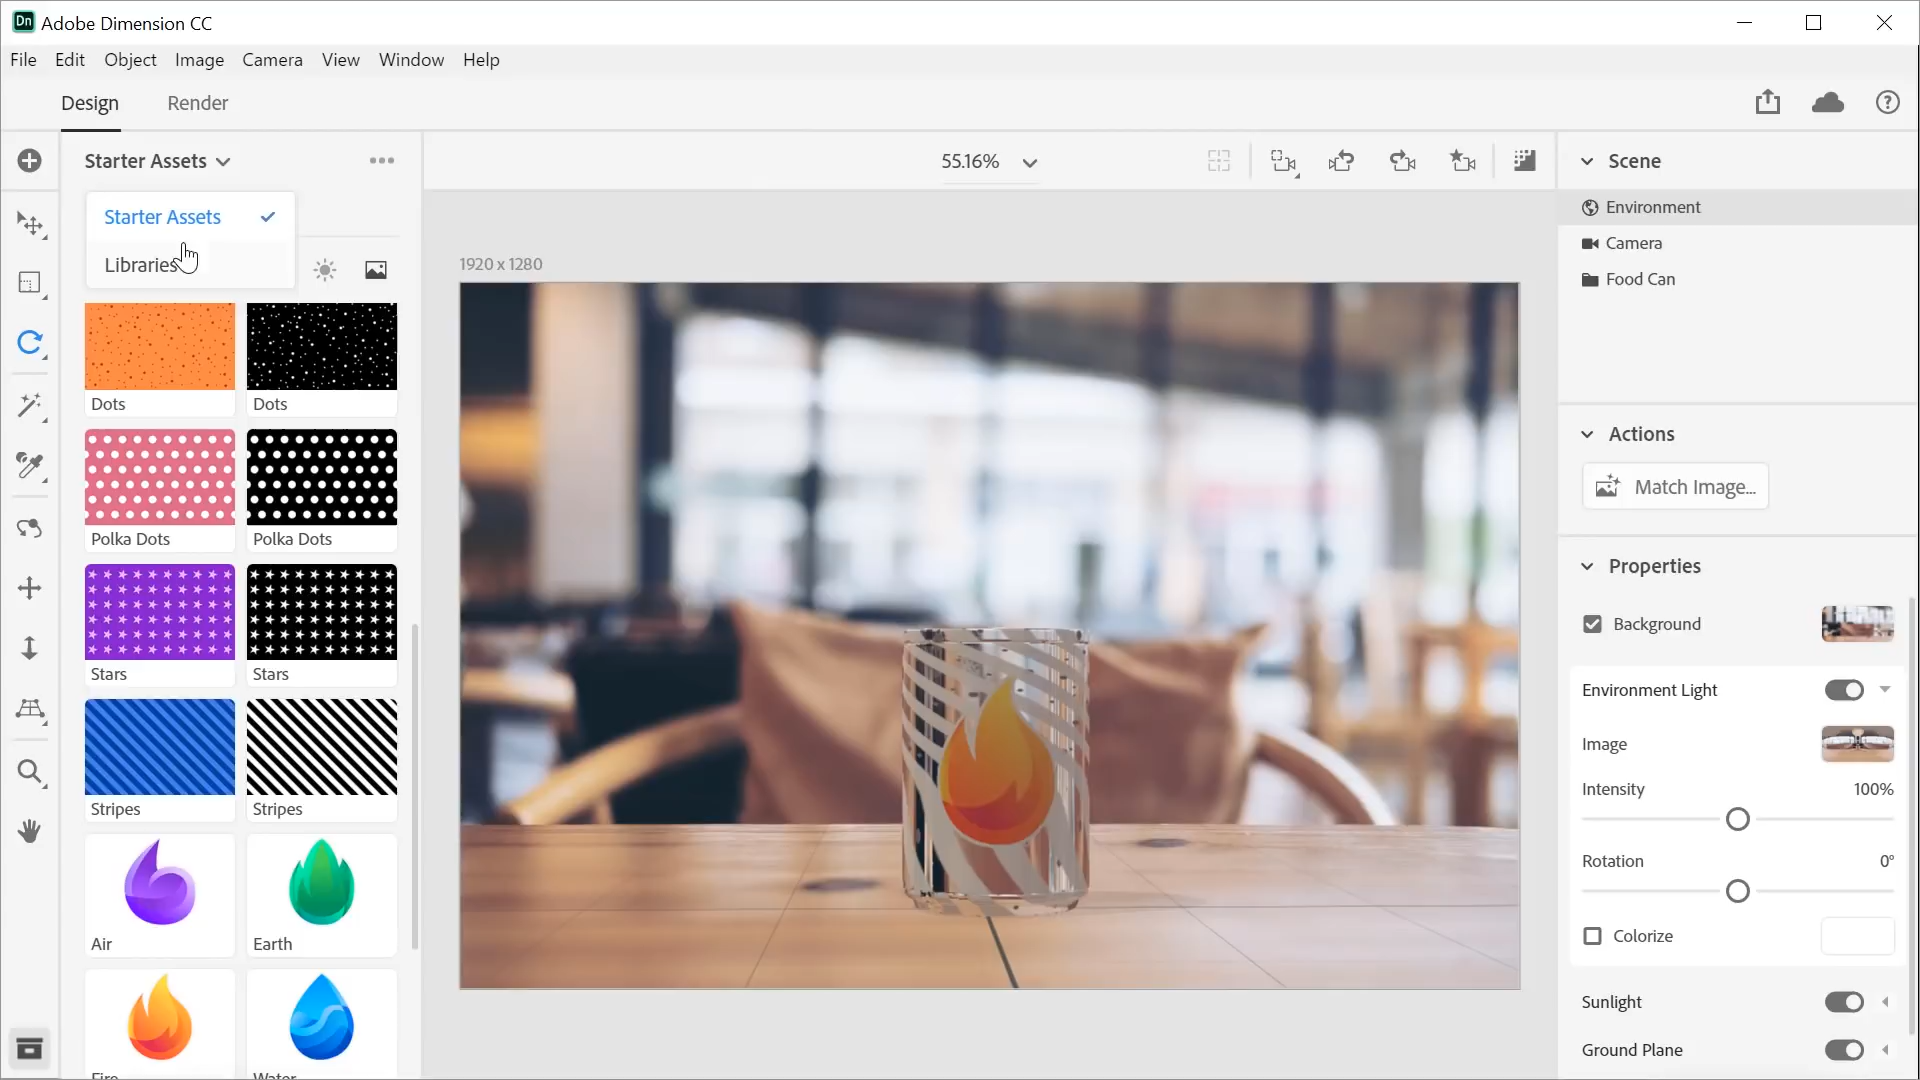 Dn Adobe Dimension CC
File Edit Object Image Camera View Window Help
Design Render
Starter Assets
Starter Assets
Libraries
Dots Dots
Polka Dots Polka Dots
Stars Stars
Stripes Stripes
Air Earth
Fire Water
55.16%
1920 x 1280
Scene
Environment
Camera
Food Can
Actions
Match Image...
Properties
Background
Environment Light
Image
Intensity 100%
Rotation 0°
Colorize
Sunlight
Ground Plane